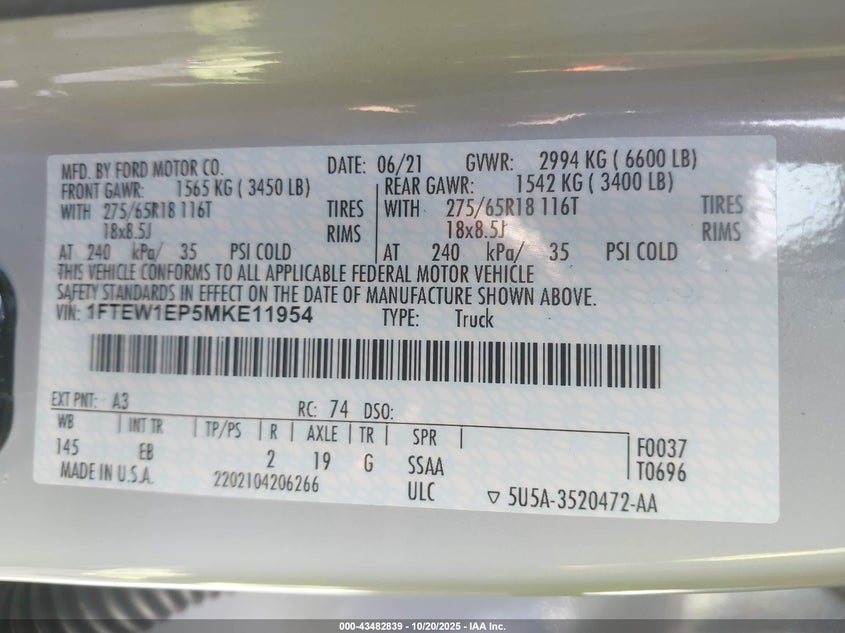 MFD. BY FORD MOTOR CO. DATE: 06/21 GVWR: 2994 KG ( 6600 LB)
FRONT GAWR: 1565 KG ( 3450 LB) REAR GAWR: 1542 KG ( 3400 LB)
WITH 275/65R18 116T TIRES WITH 275/65R18 116T TIRES
18x8.5J RIMS 18x8.5J RIMS
AT 240 kPa/ 35 PSI COLD AT 240 kPa/ 35 PSI COLD
THIS VEHICLE CONFORMS TO ALL APPLICABLE FEDERAL MOTOR VEHICLE
SAFETY STANDARDS IN EFFECT ON THE DATE OF MANUFACTURE SHOWN ABOVE.
VIN: 1FTEW1EP5MKE11954 TYPE: Truck
EXT PNT: A3 RC: 74 DSO:
WB INT TR TP/PS R AXLE TR SPR F0037
145 EB 2 19 G SSAA T0696
MADE IN U.S.A. 2202104206266 ULC ▽ 5U5A-3520472-AA
000-43482839 - 10/20/2025 - IAA Inc.